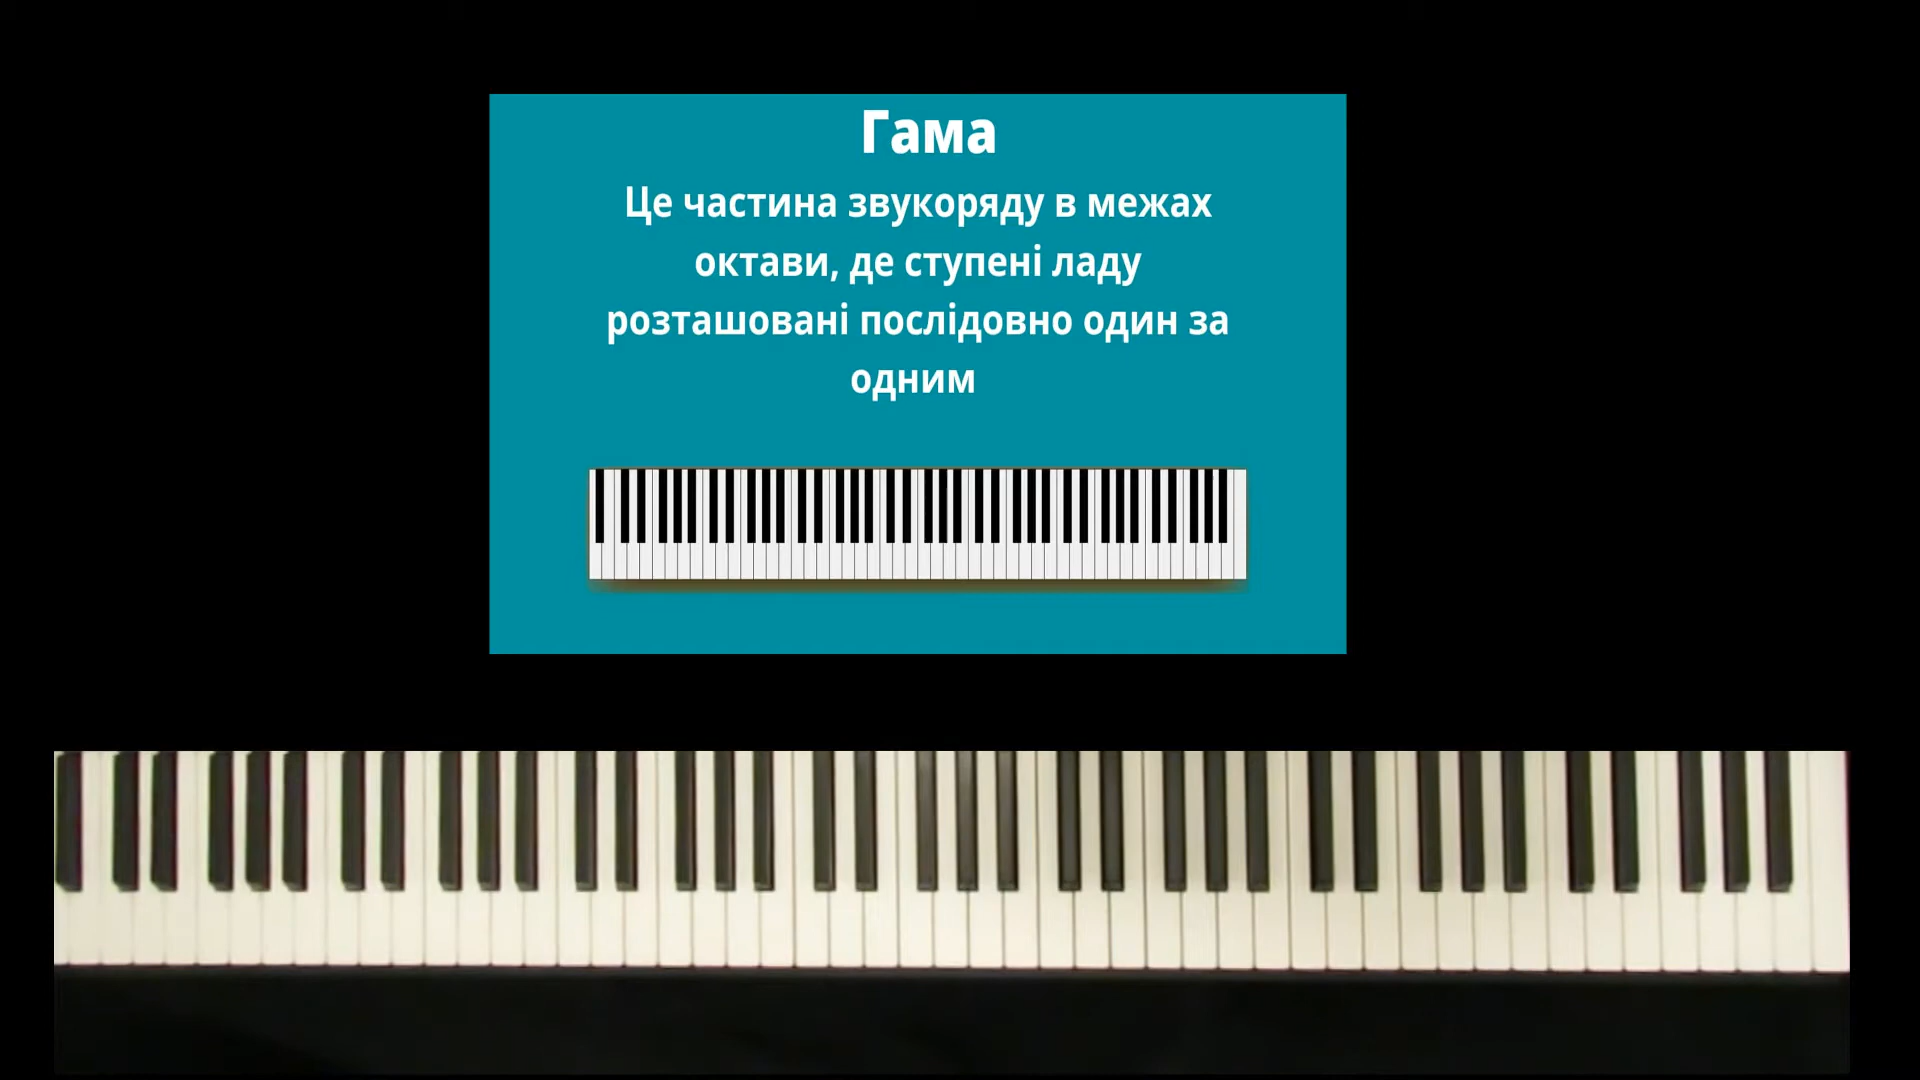 Гама
Це частина звукоряду в межах
октави, де ступені ладу
розташовані послідовно один за
одним